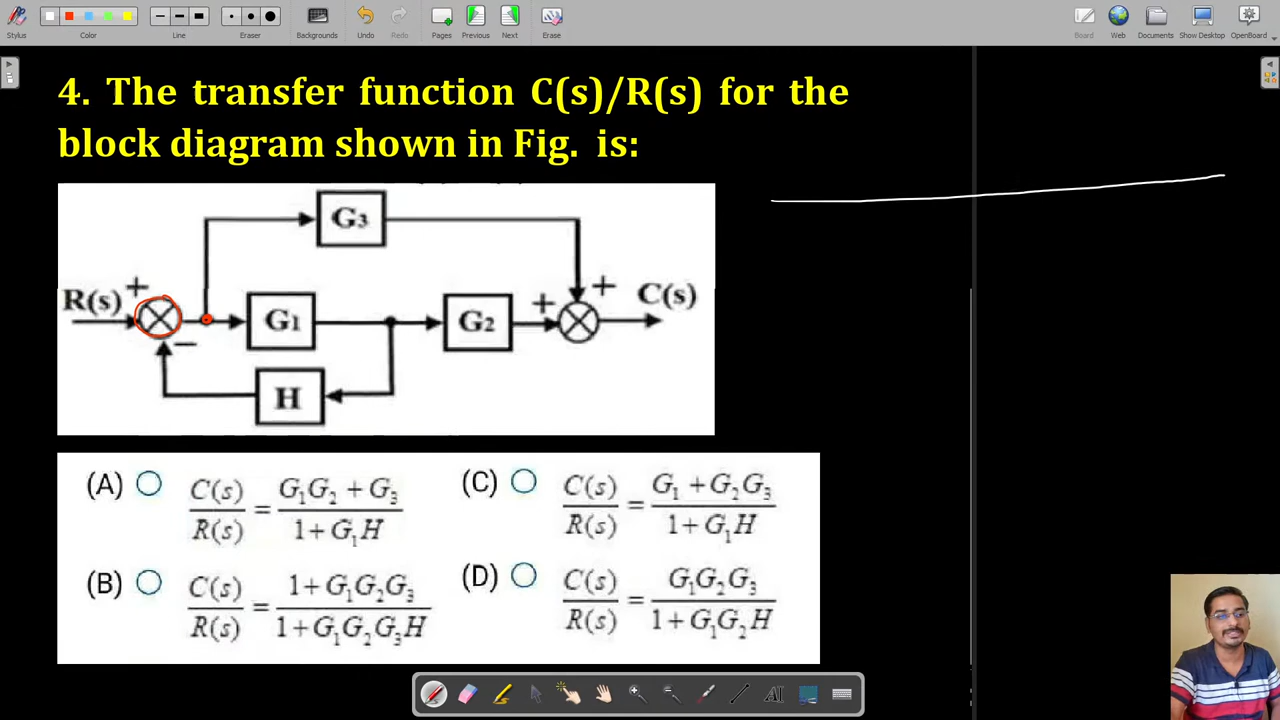 Stylus Color Line Eraser Backgrounds Undo Redo Pages Previous Next Erase Board Web Documents Show Desktop OpenBoard
4. The transfer function C(s)/R(s) for the
block diagram shown in Fig. is:
G3
R(s) + G1 + G2 + C(s)
−
H
(A) C(s)/R(s) = (G₁G₂ + G₃)/(1 + G₁H)
(C) C(s)/R(s) = (G₁ + G₂G₃)/(1 + G₁H)
(B) C(s)/R(s) = (1 + G₁G₂G₃)/(1 + G₁G₂G₃H)
(D) C(s)/R(s) = G₁G₂G₃/(1 + G₁G₂H)
AI